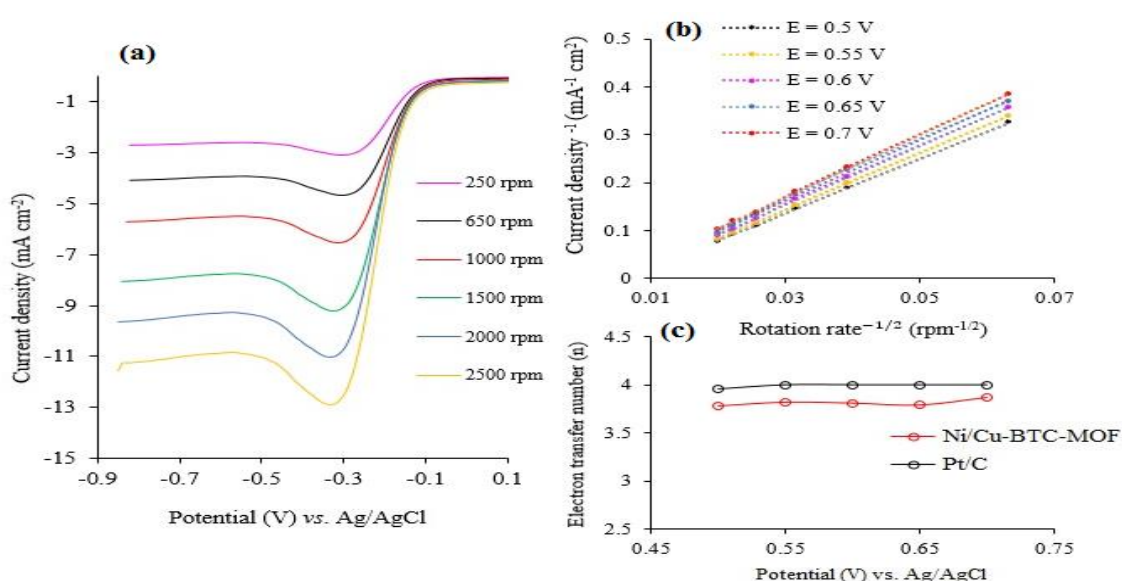 (a)
-1
-3
-5
-7
-9
-11
-13
-15
-0.9
-0.7
-0.5
-0.3
-0.1
0.1
Current density (mA cm⁻²)
Potential (V) vs. Ag/AgCl
250 rpm
650 rpm
1000 rpm
1500 rpm
2000 rpm
2500 rpm
(b)
E = 0.5 V
E = 0.55 V
E = 0.6 V
E = 0.65 V
E = 0.7 V
0.5
0.4
0.3
0.2
0.1
0
0.01
0.03
0.05
0.07
Current density ⁻¹ (mA⁻¹ cm²)
Rotation rate⁻¹/² (rpm⁻¹/²)
(c)
4.5
4
3.5
3
2.5
0.45
0.55
0.65
0.75
Electron transfer number (n)
Ni/Cu-BTC-MOF
Pt/C
Potential (V) vs. Ag/AgCl